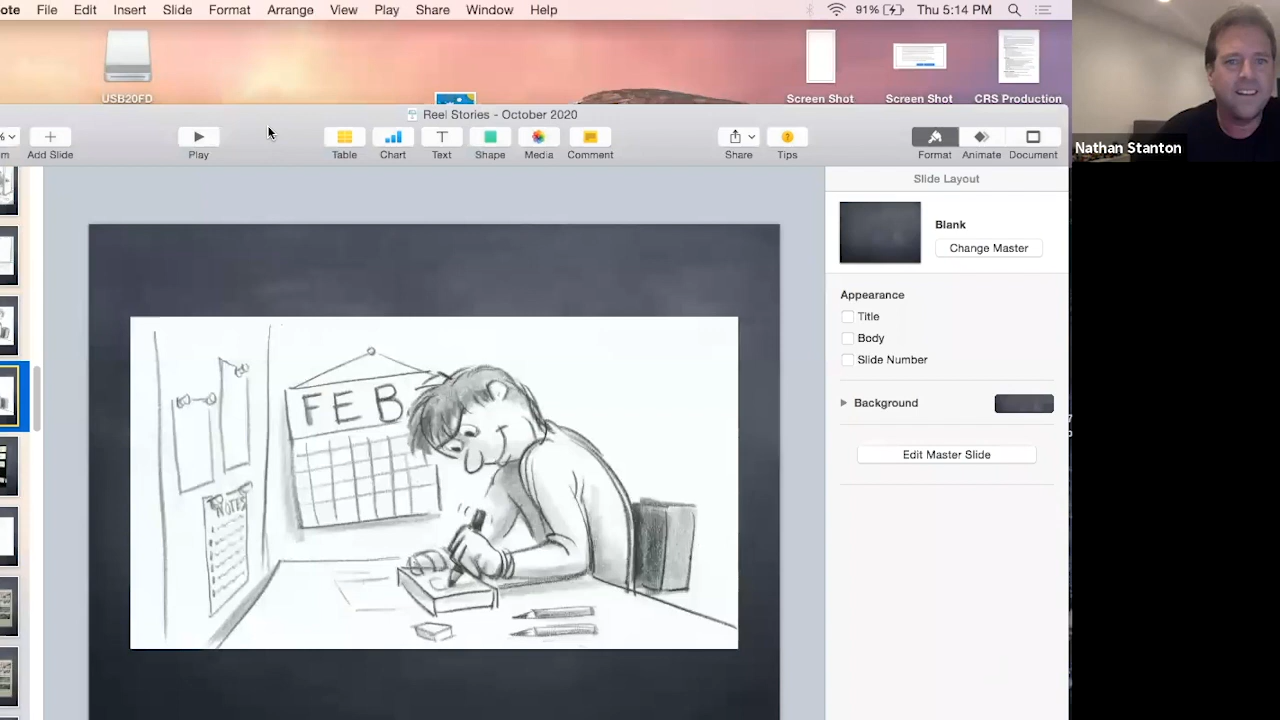 ote File Edit Insert Slide Format Arrange View Play Share Window Help 91% Thu 5:14 PM
USB20FD
Screen Shot Screen Shot CRS Production
Reel Stories - October 2020
Add Slide Play Table Chart Text Shape Media Comment Share Tips Format Animate Document
Nathan Stanton
Slide Layout
Blank
Change Master
Appearance
Title
Body
Slide Number
Background
Edit Master Slide
FEB
NOTES